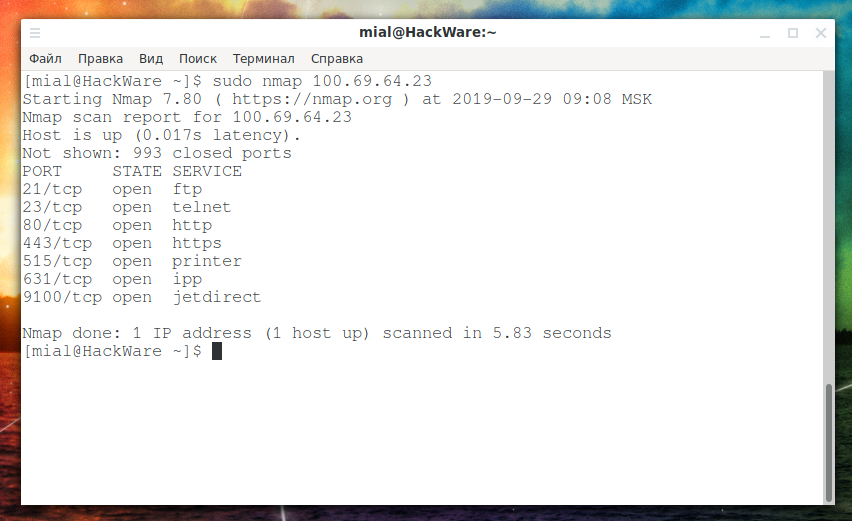 mial@HackWare:~
Файл Правка Вид Поиск Терминал Справка
[mial@HackWare ~]$ sudo nmap 100.69.64.23
Starting Nmap 7.80 ( https://nmap.org ) at 2019-09-29 09:08 MSK
Nmap scan report for 100.69.64.23
Host is up (0.017s latency).
Not shown: 993 closed ports
PORT     STATE SERVICE
21/tcp   open  ftp
23/tcp   open  telnet
80/tcp   open  http
443/tcp  open  https
515/tcp  open  printer
631/tcp  open  ipp
9100/tcp open  jetdirect
Nmap done: 1 IP address (1 host up) scanned in 5.83 seconds
[mial@HackWare ~]$